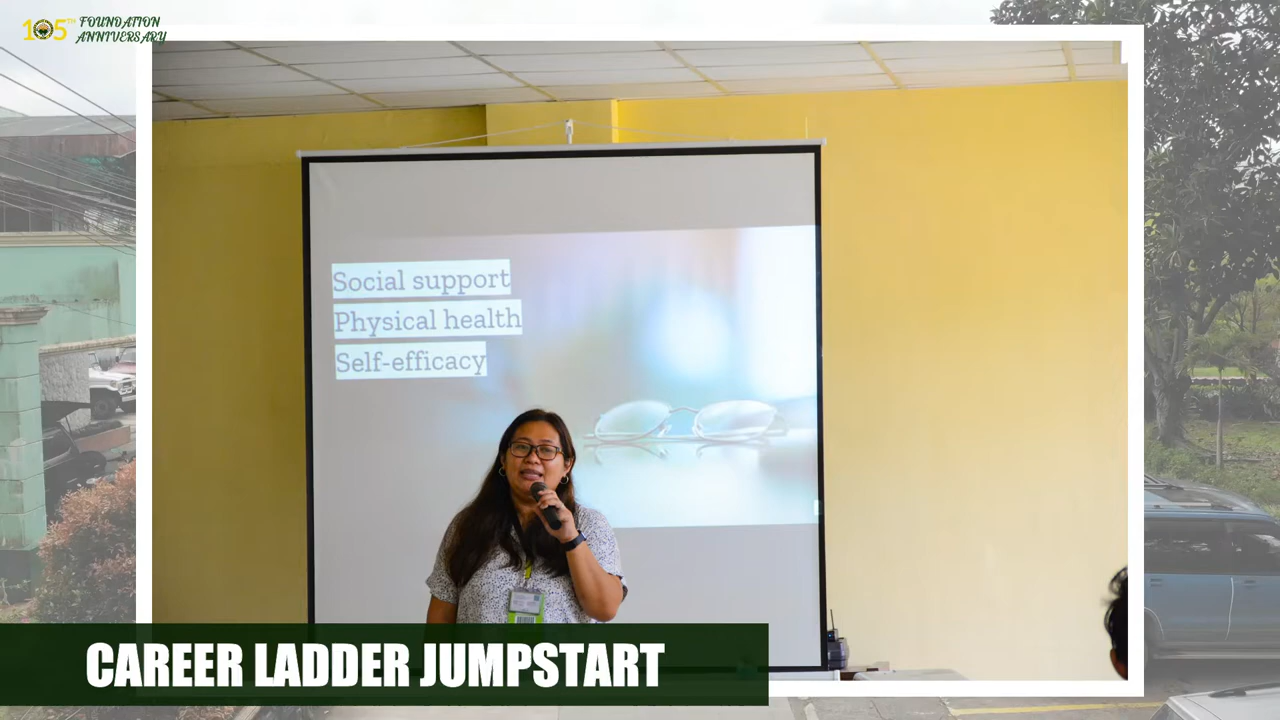 105TH FOUNDATION
ANNIVERSARY
Social support
Physical health
Self-efficacy
CAREER LADDER JUMPSTART